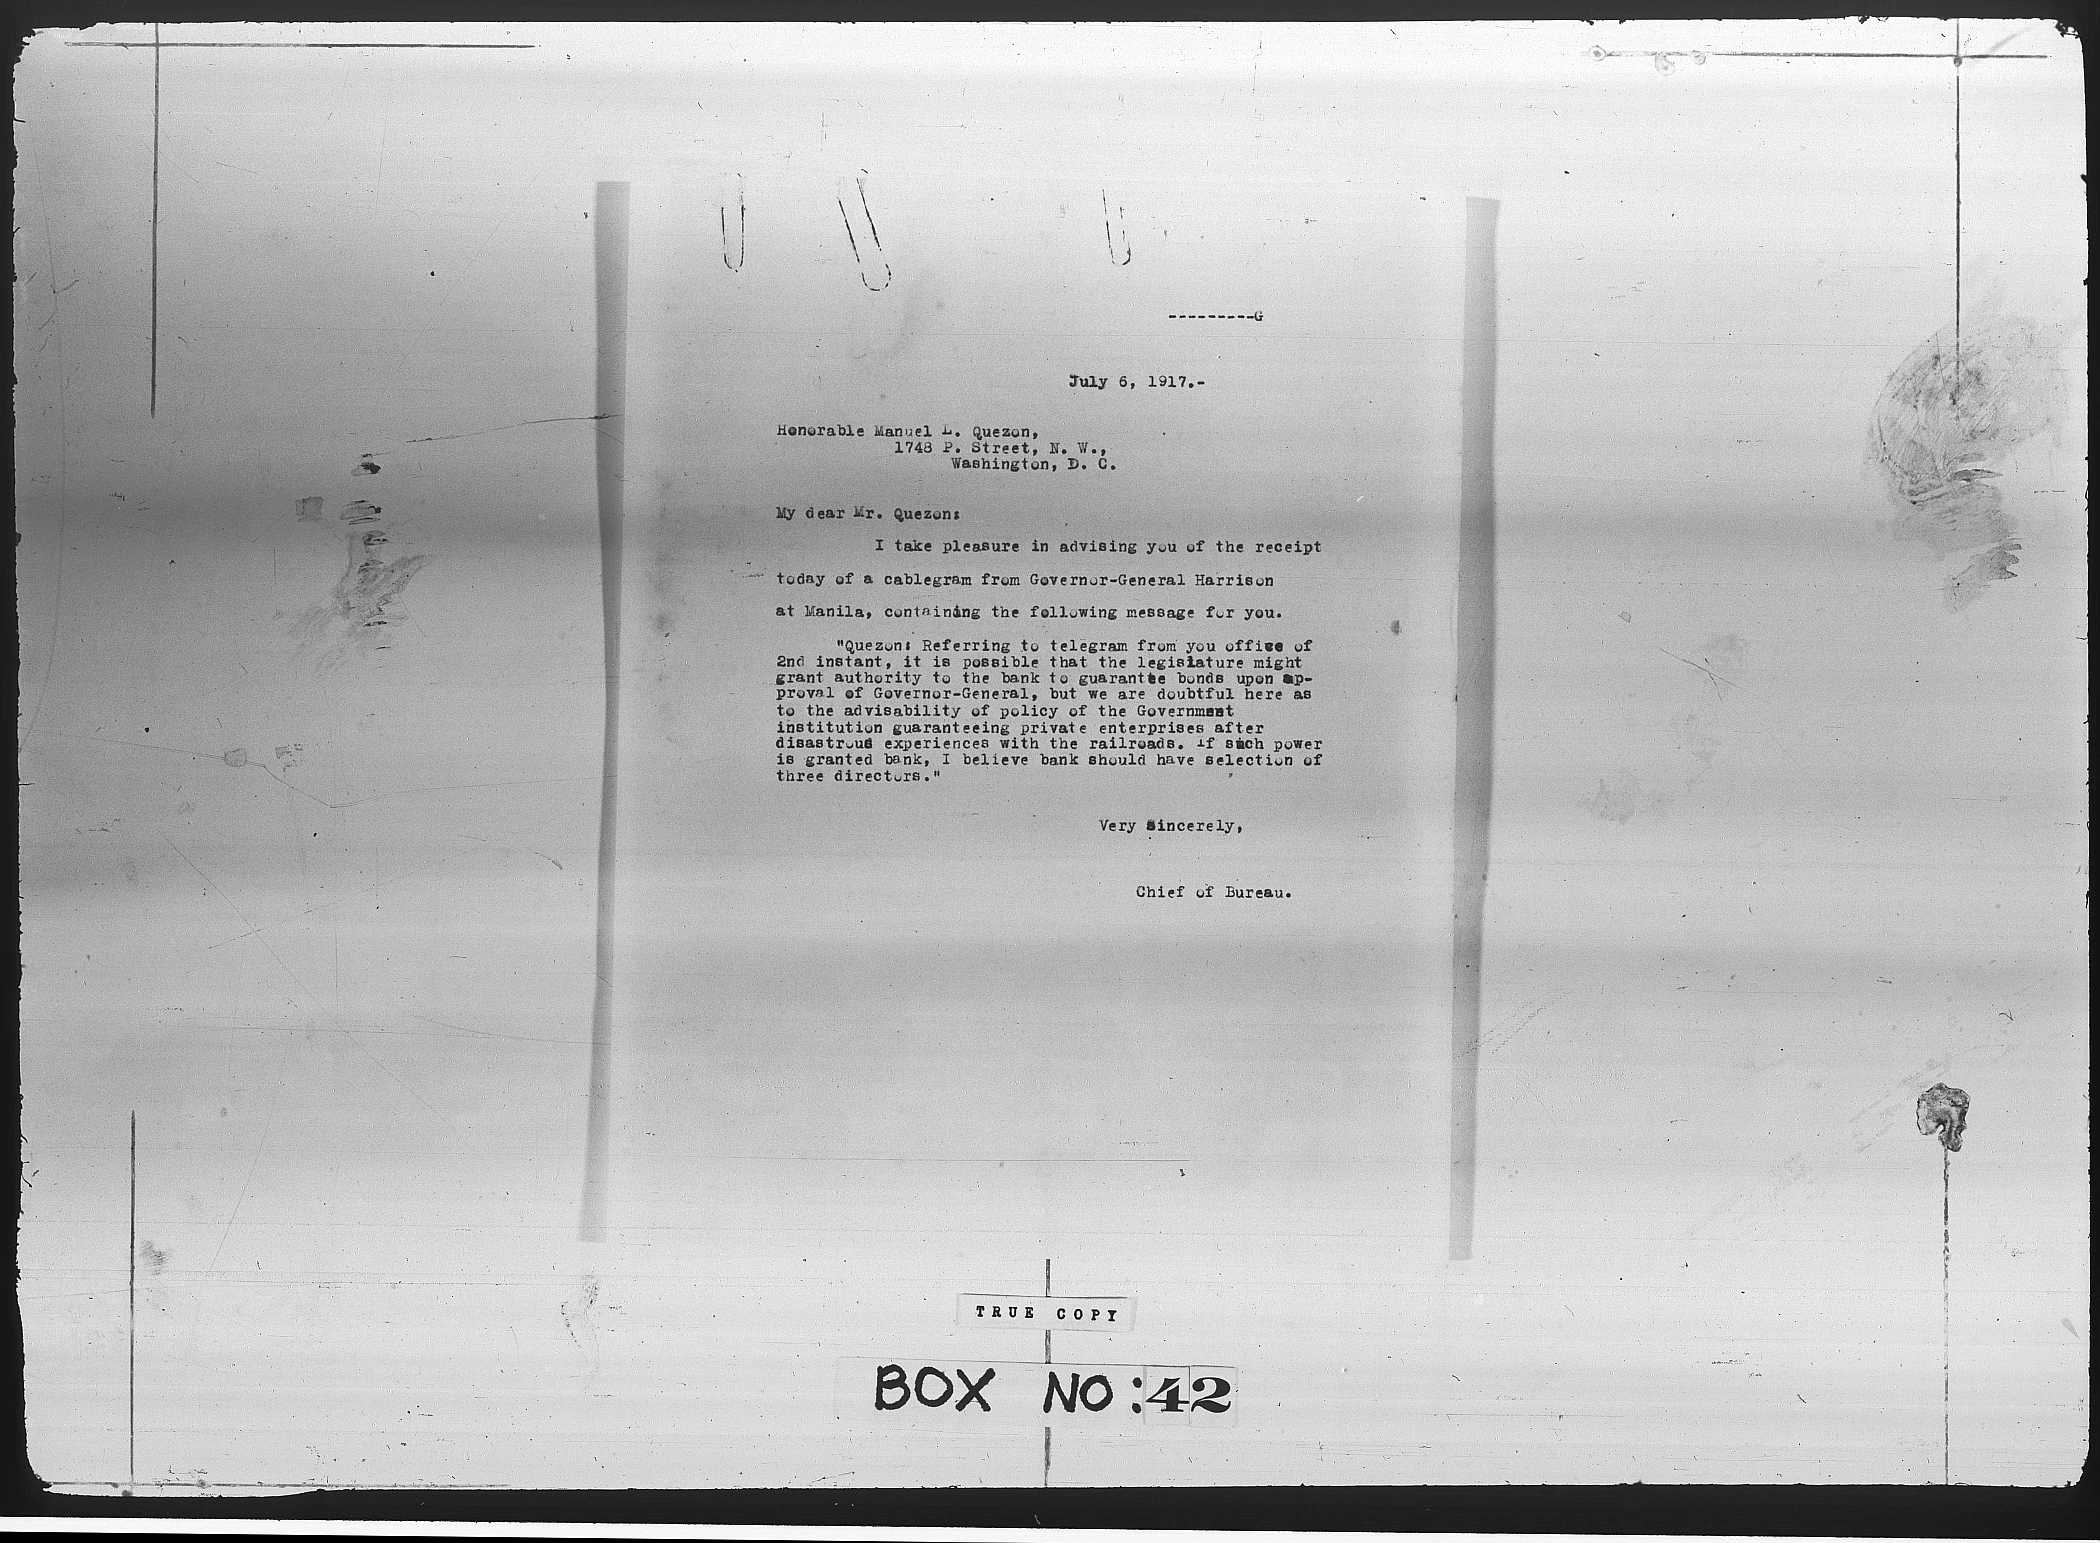 ---------G
July 6, 1917.-
Honorable Manuel L. Quezon,
1748 P. Street, N. W.,
Washington, D. C.
My dear Mr. Quezon:
I take pleasure in advising you of the receipt
today of a cablegram from Governor-General Harrison
at Manila, containing the following message for you.
"Quezon: Referring to telegram from you office of
2nd instant, it is possible that the legislature might
grant authority to the bank to guarantee bonds upon ap-
proval of Governor-General, but we are doubtful here as
to the advisability of policy of the Government
institution guaranteeing private enterprises after
disastrous experiences with the railroads. If such power
is granted bank, I believe bank should have selection of
three directors."
Very sincerely,
Chief of Bureau.
TRUE COPY
BOX NO:42